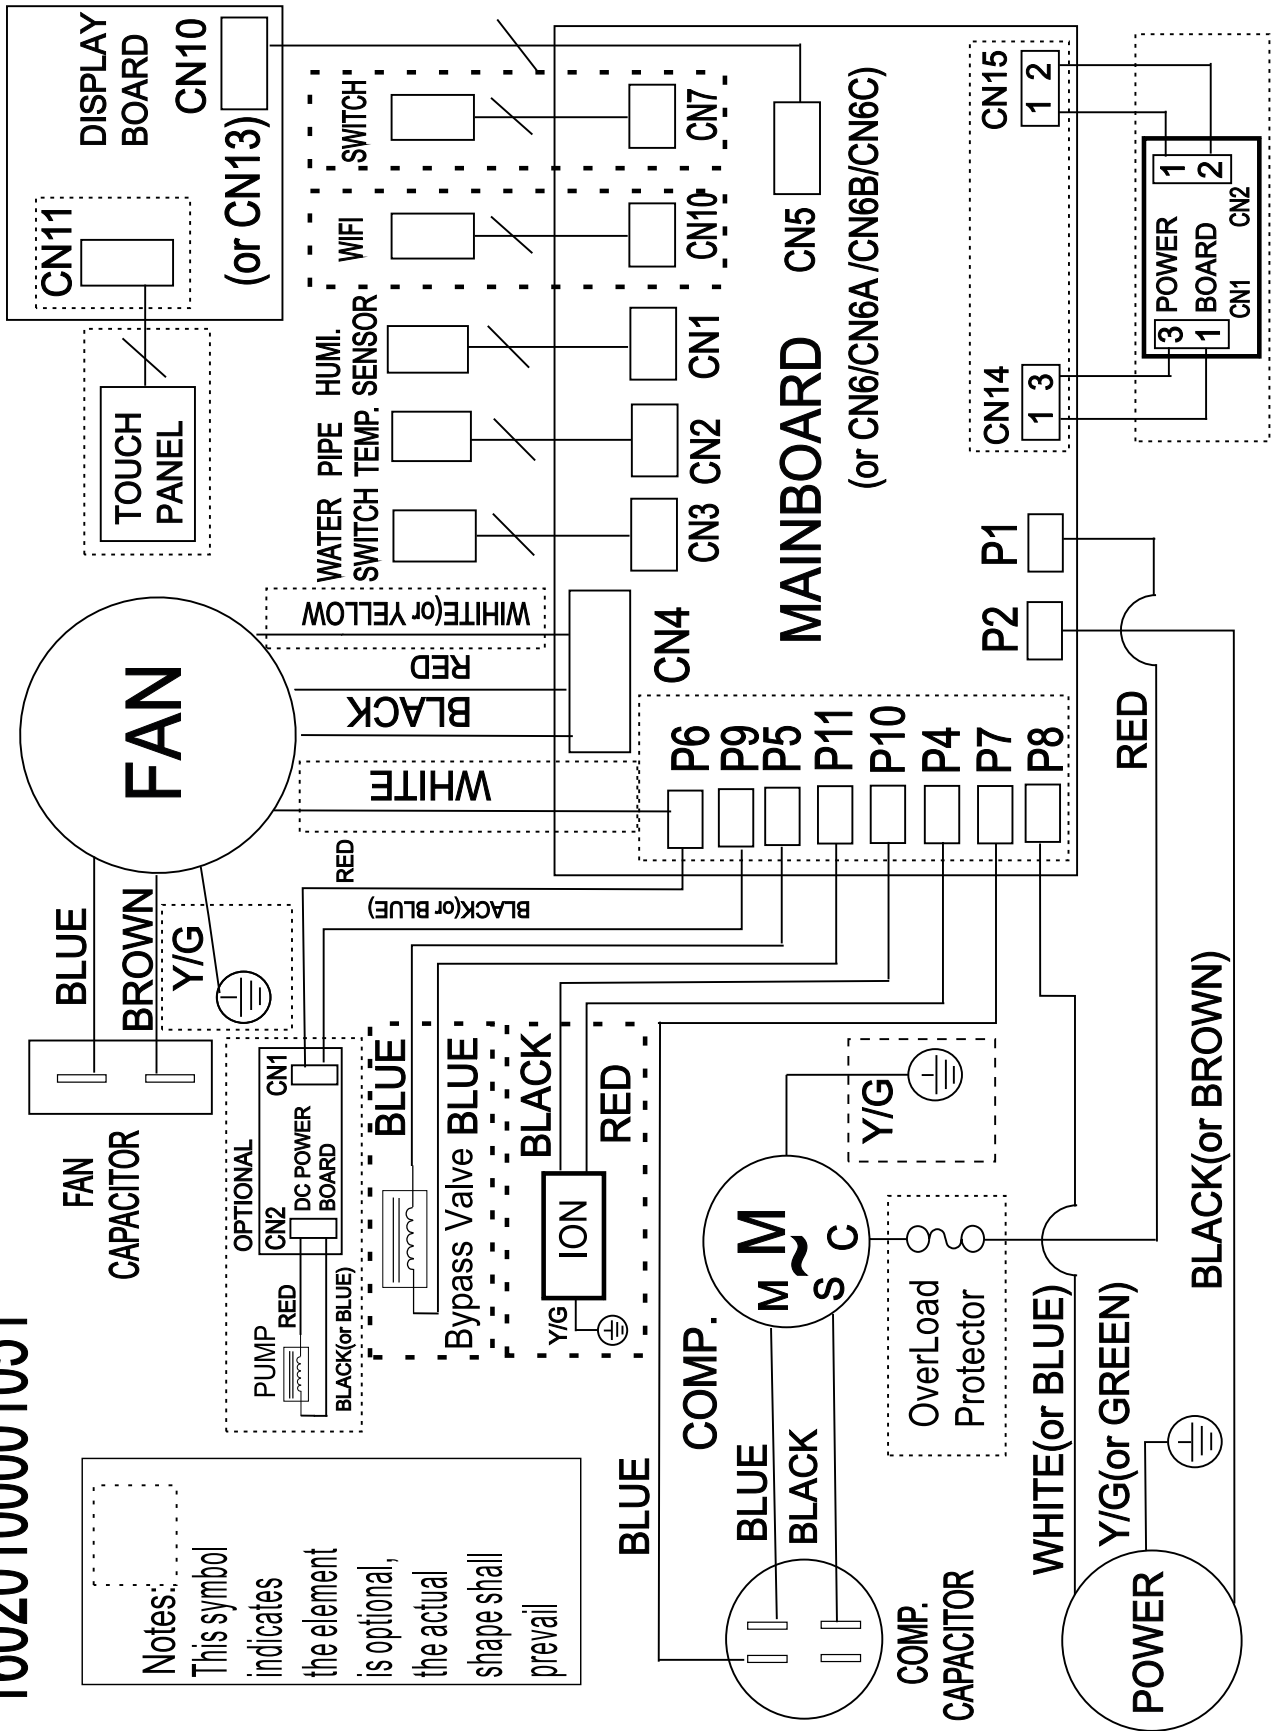 DISPLAY
BOARD
CN10
(or CN13)
CN11
TOUCH
PANEL
SWITCH
CN7
WIFI
CN10
HUMI.
SENSOR
CN1
PIPE
TEMP.
CN2
WATER
SWITCH
CN3
CN5
(or CN6/CN6A /CN6B/CN6C)
MAINBOARD
CN15
1 2
CN14
1 3
1
2
CN2
POWER
BOARD
3
1
CN1
P1
P2
FAN
WIHITE(or YELLOW
RED
BLACK
WHITE
CN4
P6
P9
P5
P11
P10
P4
P7
P8
RED
BLACK(or BLUE)
BLUE
BROWN
Y/G
FAN
CAPACITOR
OPTIONAL
CN1
DC POWER
BOARD
CN2
PUMP
RED
BLACK(or BLUE)
BLUE
BLUE
Bypass Valve
BLACK
RED
ION
Y/G
Y/G
COMP.
M
~
M
S
C
OverLoad
Protector
BLUE
BLUE
BLACK
COMP.
CAPACITOR
RED
BLACK(or BROWN)
WHITE(or BLUE)
Y/G(or GREEN)
POWER
Notes:
This symbol
indicates
the element
is optional,
the actual
shape shall
prevail